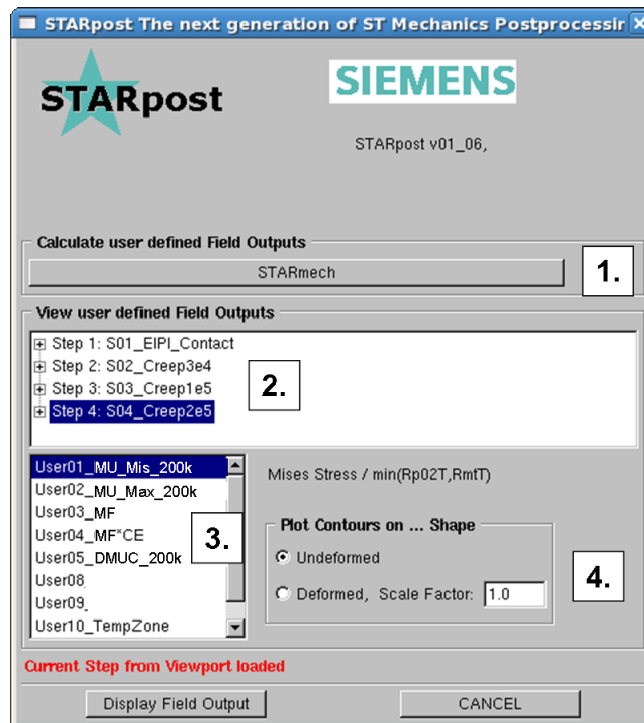 STARpost The next generation of ST Mechanics Postprocessin
STARpost
SIEMENS
STARpost v01_06,
Calculate user defined Field Outputs
STARmech
1.
View user defined Field Outputs
Step 1: S01_EIPI_Contact
Step 2: S02_Creep3e4
Step 3: S03_Creep1e5
Step 4: S04_Creep2e5
2.
User01_MU_Mis_200k
User02_MU_Max_200k
User03_MF
User04_MF*CE
User05_DMUC_200k
User08
User09_
User10_TempZone
3.
Mises Stress / min(Rp02T,RmtT)
Plot Contours on ... Shape
Undeformed
Deformed, Scale Factor: 1.0
4.
Current Step from Viewport loaded
Display Field Output
CANCEL